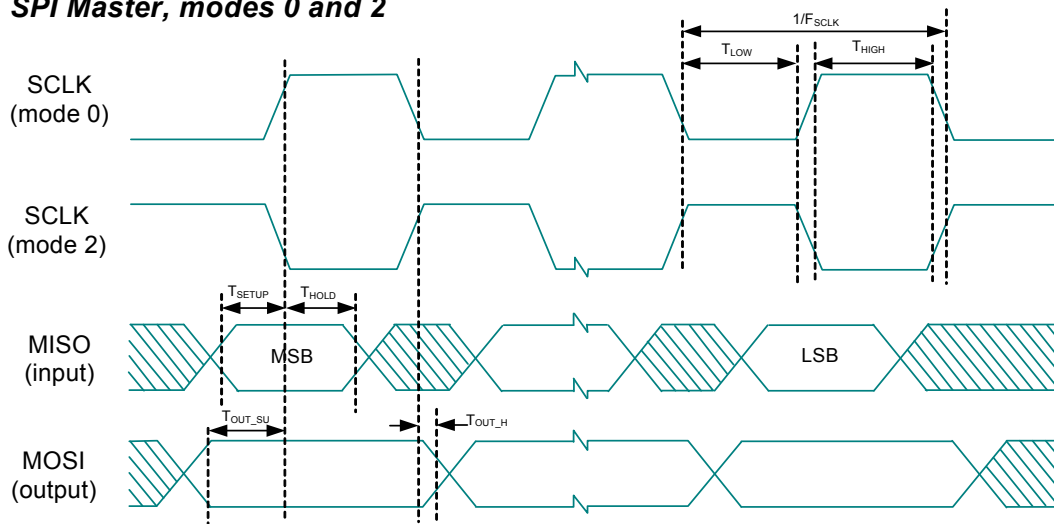 SPI Master, modes 0 and 2
1/FSCLK
TLOW
THIGH
SCLK
(mode 0)
SCLK
(mode 2)
TSETUP
THOLD
MISO
(input)
MSB
LSB
TOUT_SU
TOUT_H
MOSI
(output)